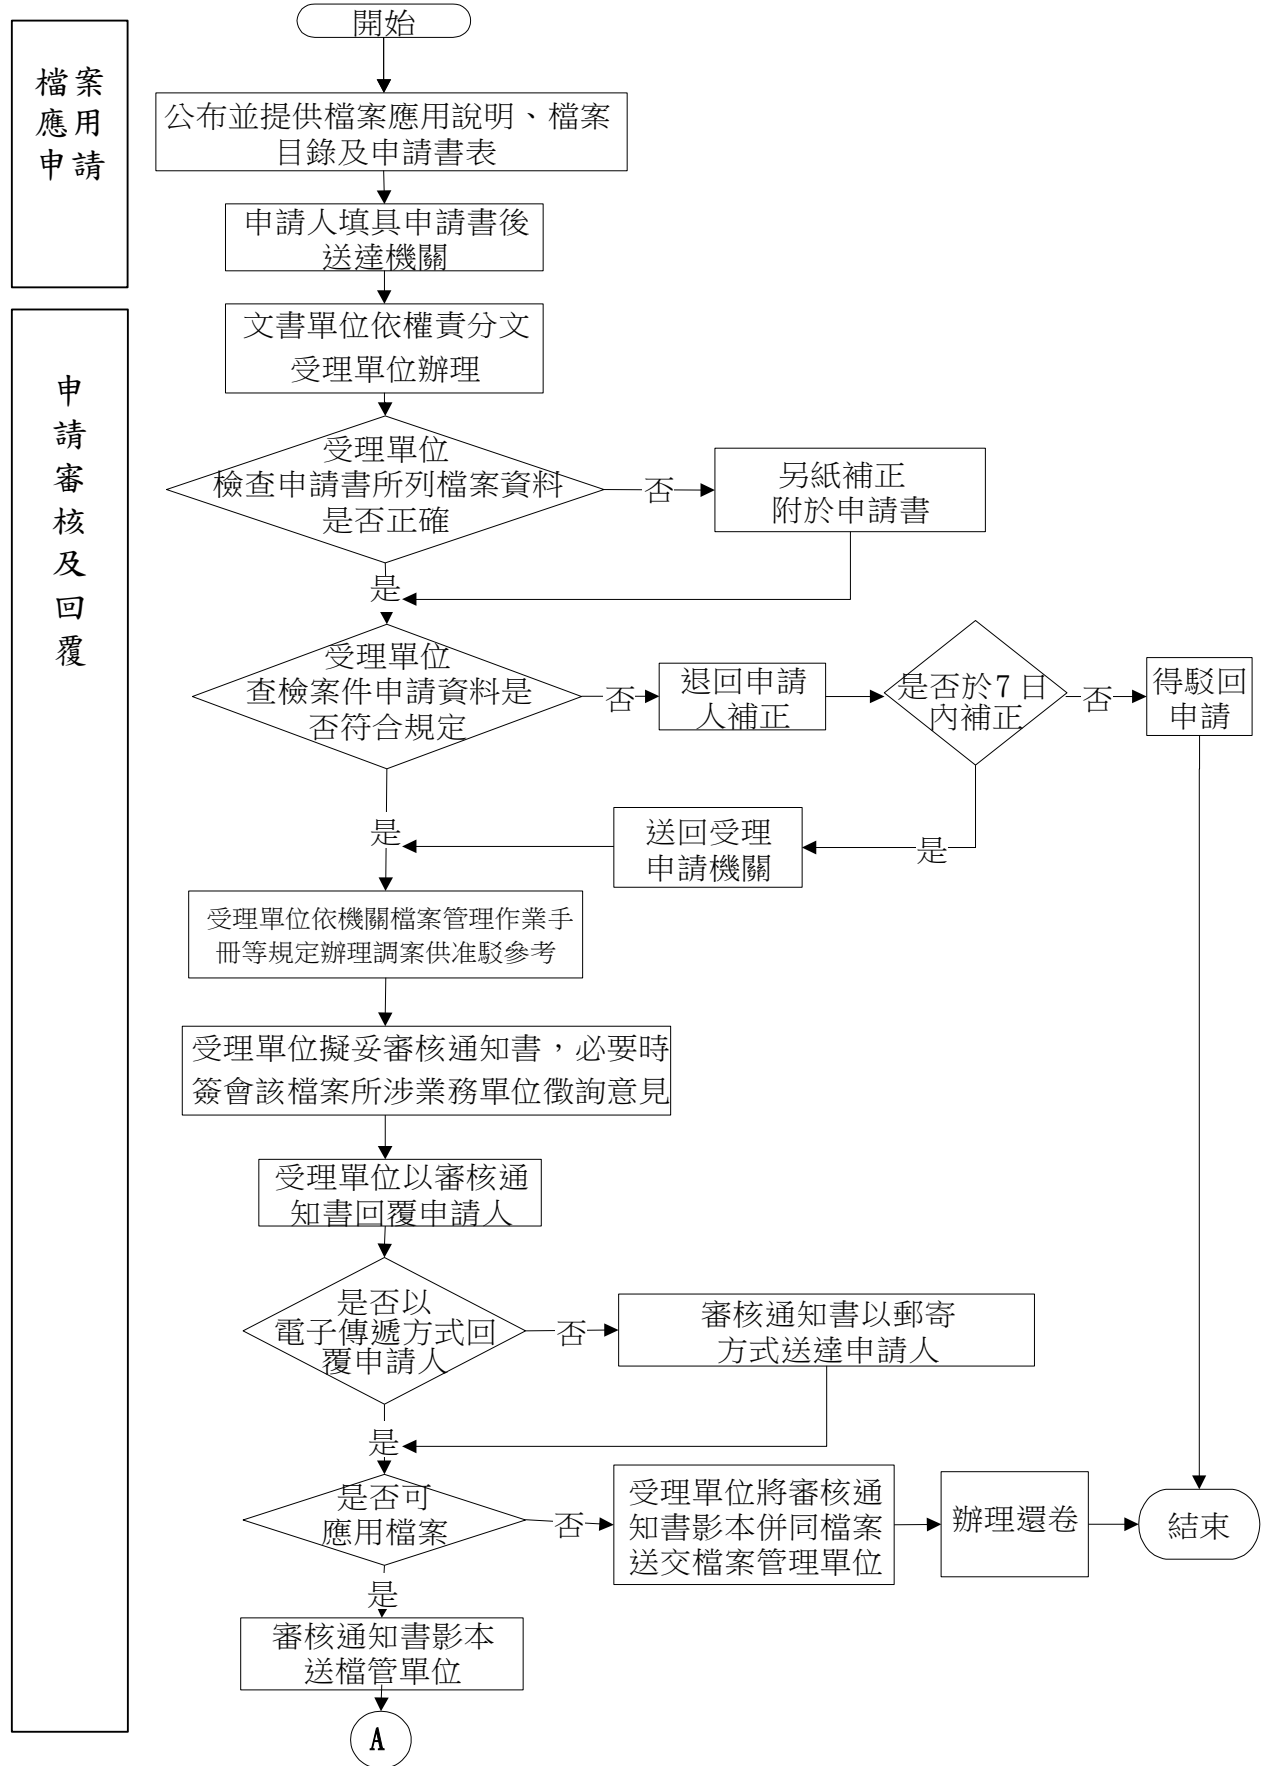 開始
檔案
應用
申請
公布並提供檔案應用說明、檔案
目錄及申請書表
申請人填具申請書後
送達機關
文書單位依權責分文
受理單位辦理
申
請
審
核
及
回
覆
受理單位
檢查申請書所列檔案資料
是否正確
否
另紙補正
附於申請書
是
受理單位
查檢案件申請資料是
否符合規定
否
退回申請
人補正
是否於7日
內補正
否
得駁回
申請
是
送回受理
申請機關
是
受理單位依機關檔案管理作業手
冊等規定辦理調案供准駁參考
受理單位擬妥審核通知書，必要時
簽會該檔案所涉業務單位徵詢意見
受理單位以審核通
知書回覆申請人
是否以
電子傳遞方式回
覆申請人
否
審核通知書以郵寄
方式送達申請人
是
是否可
應用檔案
否
受理單位將審核通
知書影本併同檔案
送交檔案管理單位
辦理還卷
結束
是
審核通知書影本
送檔管單位
A